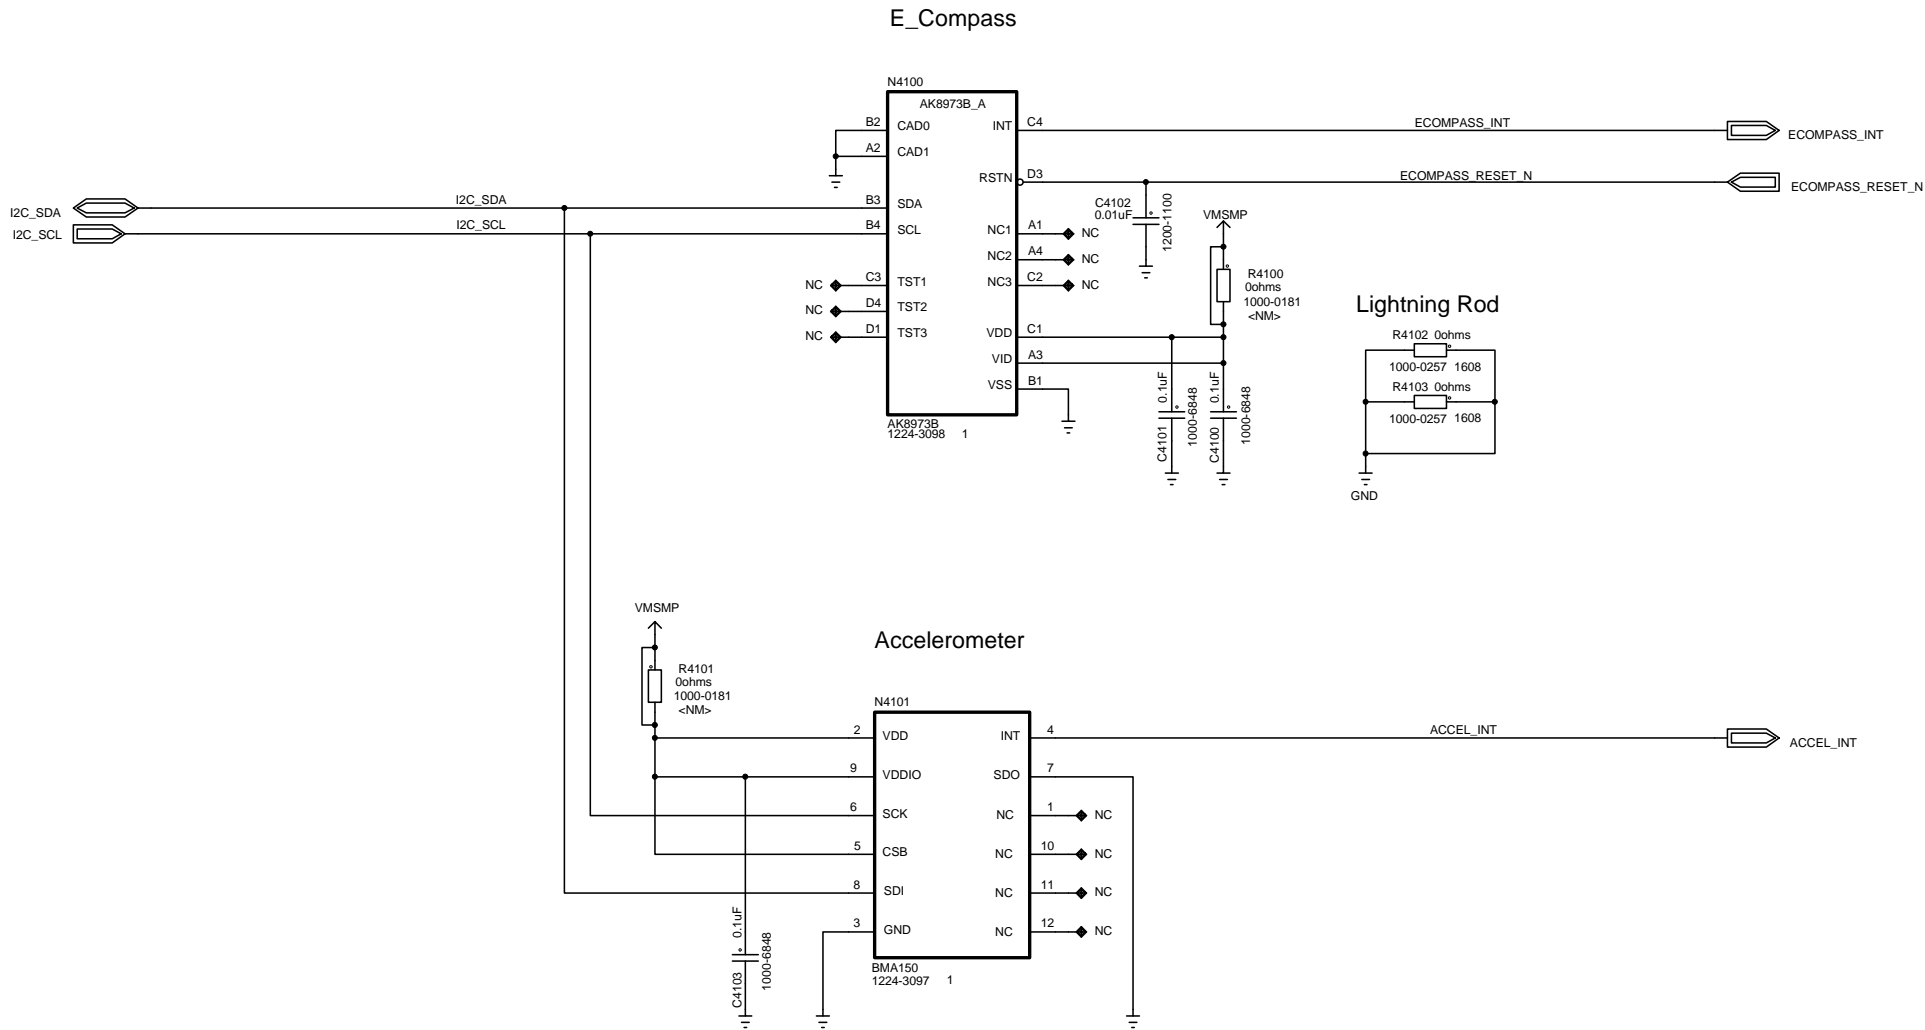 E_Compass
N4100
AK8973B_A
B2 CAD0 INT C4 ECOMPASS_INT ECOMPASS_INT
A2 CAD1
RSTN D3 ECOMPASS_RESET_N ECOMPASS_RESET_N
I2C_SDA I2C_SDA B3 SDA
I2C_SCL I2C_SCL B4 SCL NC1 A1 NC
C4102
0.01uF
1200-1100
VMSMP
NC2 A4 NC
NC C3 TST1 NC3 C2 NC
NC D4 TST2
NC D1 TST3 VDD C1
R4100
0ohms
1000-0181
<NM>
VID A3
VSS B1
AK8973B
1224-3098 1
C4101 0.1uF
1000-6848
C4100 0.1uF
1000-6848
Lightning Rod
R4102 0ohms
1000-0257 1608
R4103 0ohms
1000-0257 1608
GND
VMSMP
R4101
0ohms
1000-0181
<NM>
Accelerometer
N4101
2 VDD INT 4 ACCEL_INT ACCEL_INT
9 VDDIO SDO 7
6 SCK NC 1 NC
5 CSB NC 10 NC
8 SDI NC 11 NC
3 GND NC 12 NC
C4103 0.1uF
1000-6848
BMA150
1224-3097 1